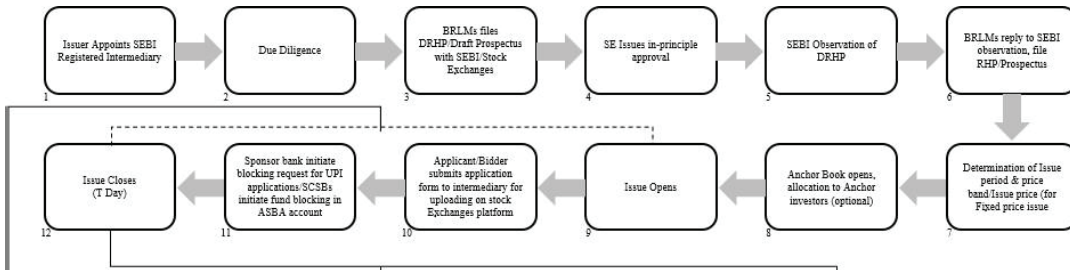 Issuer Appoints SEBI
Registered Intermediary
1
Due Diligence
2
BRLMs files
DRHP/Draft Prospectus
with SEBI/Stock
Exchanges
3
SE Issues in-principle
approval
4
SEBI Observation of
DRHP
5
BRLMs reply to SEBI
observation, file
RHP/Prospectus
6
Determination of Issue
period & price
band/Issue price (for
Fixed price issue
7
Anchor Book opens,
allocation to Anchor
investors (optional)
8
Issue Opens
9
Applicant/Bidder
submits application
form to intermediary for
uploading on stock
Exchanges platform
10
Sponsor bank initiate
blocking request for UPI
applications/SCSBs
initiate fund blocking in
ASBA account
11
Issue Closes
(T Day)
12